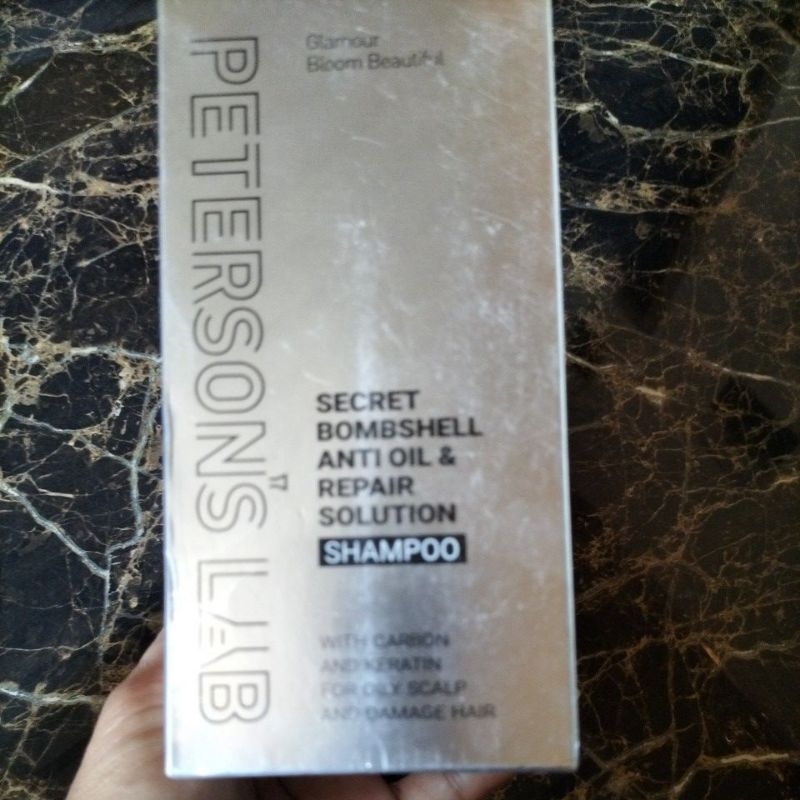 PETERSON'S LAB
17
Glamour
Bloom Beautiful
SECRET
BOMBSHELL
ANTI OIL &
REPAIR
SOLUTION
SHAMPOO
WITH CARBON
AND KERATIN
FOR OILY SCALP
AND DAMAGE HAIR